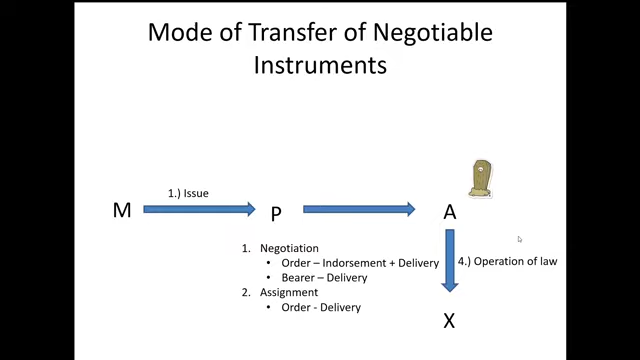 Mode of Transfer of Negotiable
Instruments
1.) Issue
M
P
A
1. Negotiation
• Order – Indorsement + Delivery
• Bearer – Delivery
2. Assignment
• Order - Delivery
4.) Operation of law
X